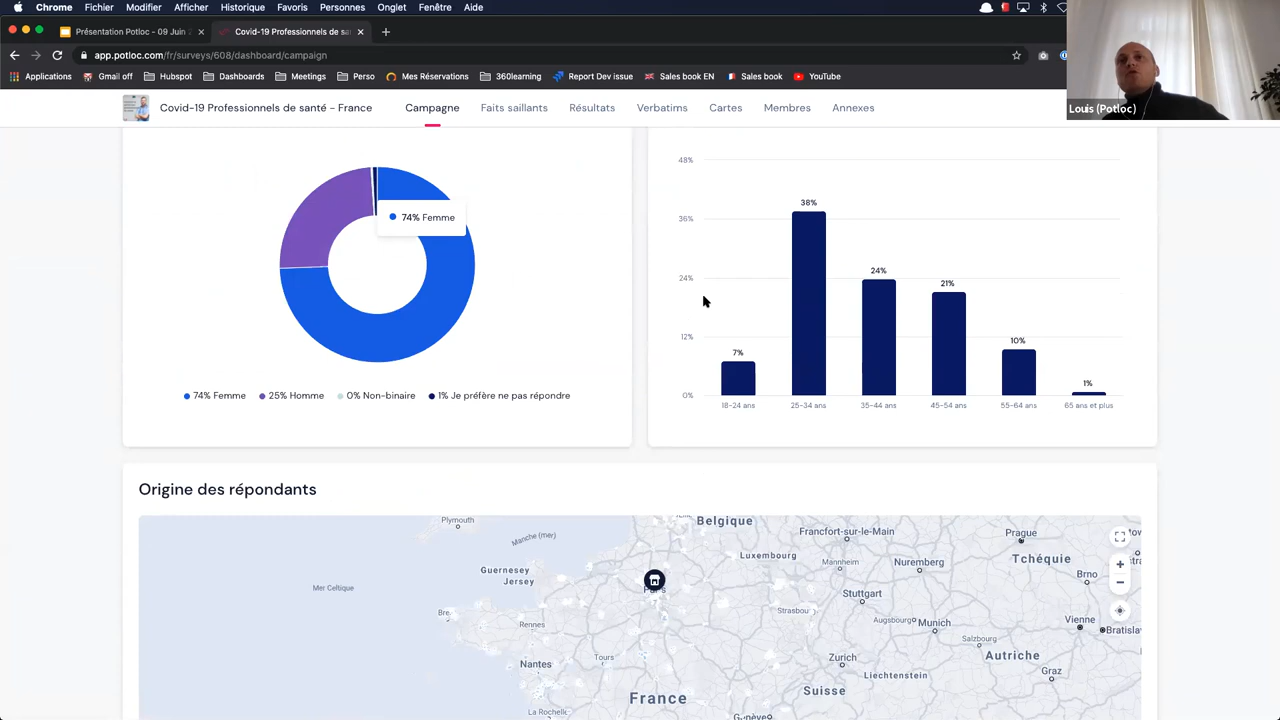 Chrome Fichier Modifier Afficher Historique Favoris Personnes Onglet Fenêtre Aide
Présentation Potloc - 09 Juin
Covid-19 Professionnels de sa
app.potloc.com/fr/surveys/608/dashboard/campaign
Applications Gmail off Hubspot Dashboards Meetings Perso Mes Réservations 360learning Report Dev issue Sales book EN Sales book YouTube
Louis (Potloc)
Covid-19 Professionnels de santé - France Campagne Faits saillants Résultats Verbatims Cartes Membres Annexes
74% Femme
74% Femme 25% Homme 0% Non-binaire 1% Je préfère ne pas répondre
48%
36%
24%
12%
0%
7%
38%
24%
21%
10%
1%
18-24 ans 25-34 ans 35-44 ans 45-54 ans 55-64 ans 65 ans et plus
Origine des répondants
Plymouth
Belgique
Francfort-sur-le-Main
Prague
Manche (mer)
Luxembourg
Mannheim
Tchéquie
Guernesey
Jersey
Nuremberg
Brno
Mer Celtique
Paris
Stuttgart
Bre
Rennes
Strasbou
Augsbourg
Munich
Vienne
Bratisla
Salzbourg
Nantes
Tours
Zurich
Autriche
Graz
Liechtenstein
Suisse
France
La Rochelle
Genève